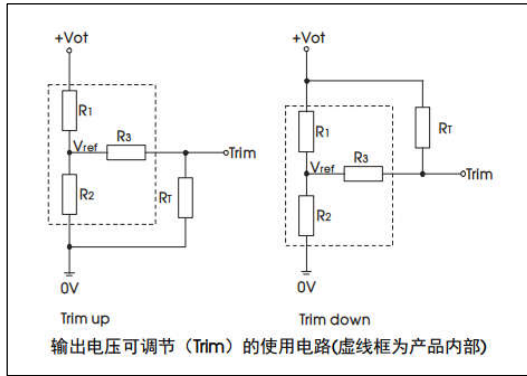 +Vot
R1
Vref
R3
Trim
R2
RT
0V
Trim up
+Vot
R1
RT
Vref
R3
Trim
R2
0V
Trim down
输出电压可调节（Trim）的使用电路(虚线框为产品内部)